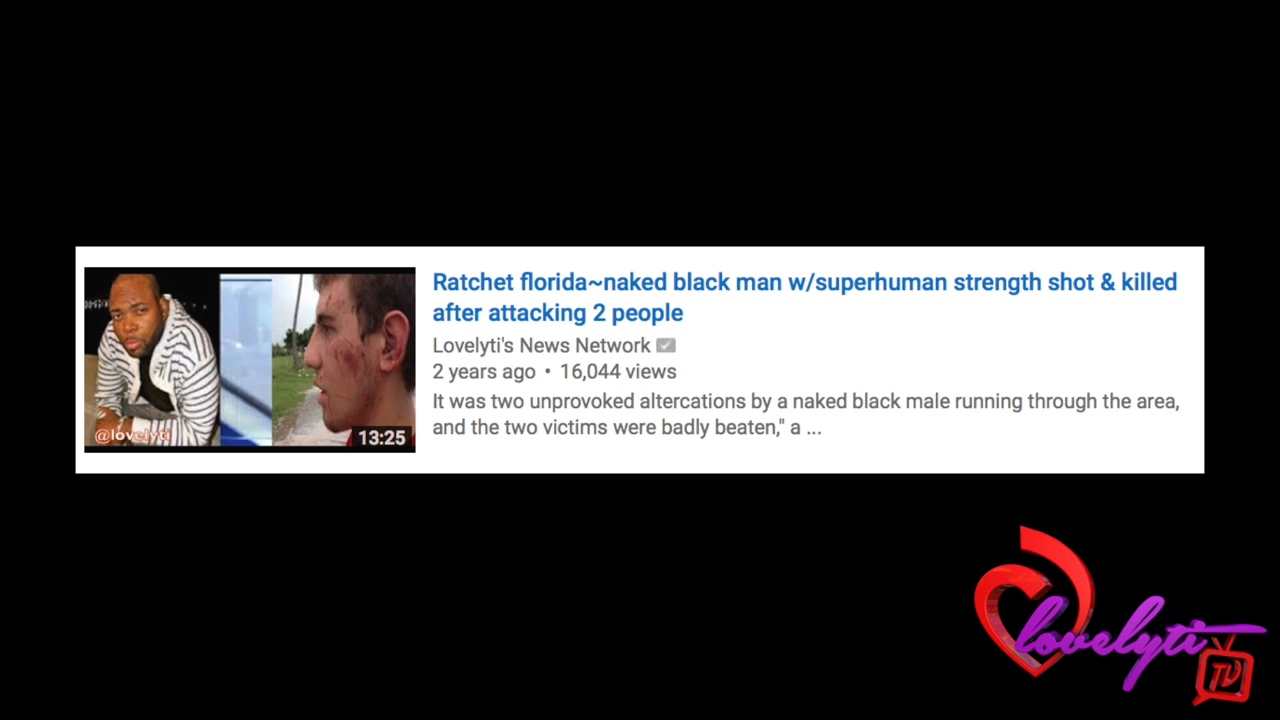 Ratchet florida~naked black man w/superhuman strength shot & killed
after attacking 2 people
Lovelyti's News Network
2 years ago • 16,044 views
It was two unprovoked altercations by a naked black male running through the area,
and the two victims were badly beaten," a ...
@lovelyti
13:25
lovelyti
TV